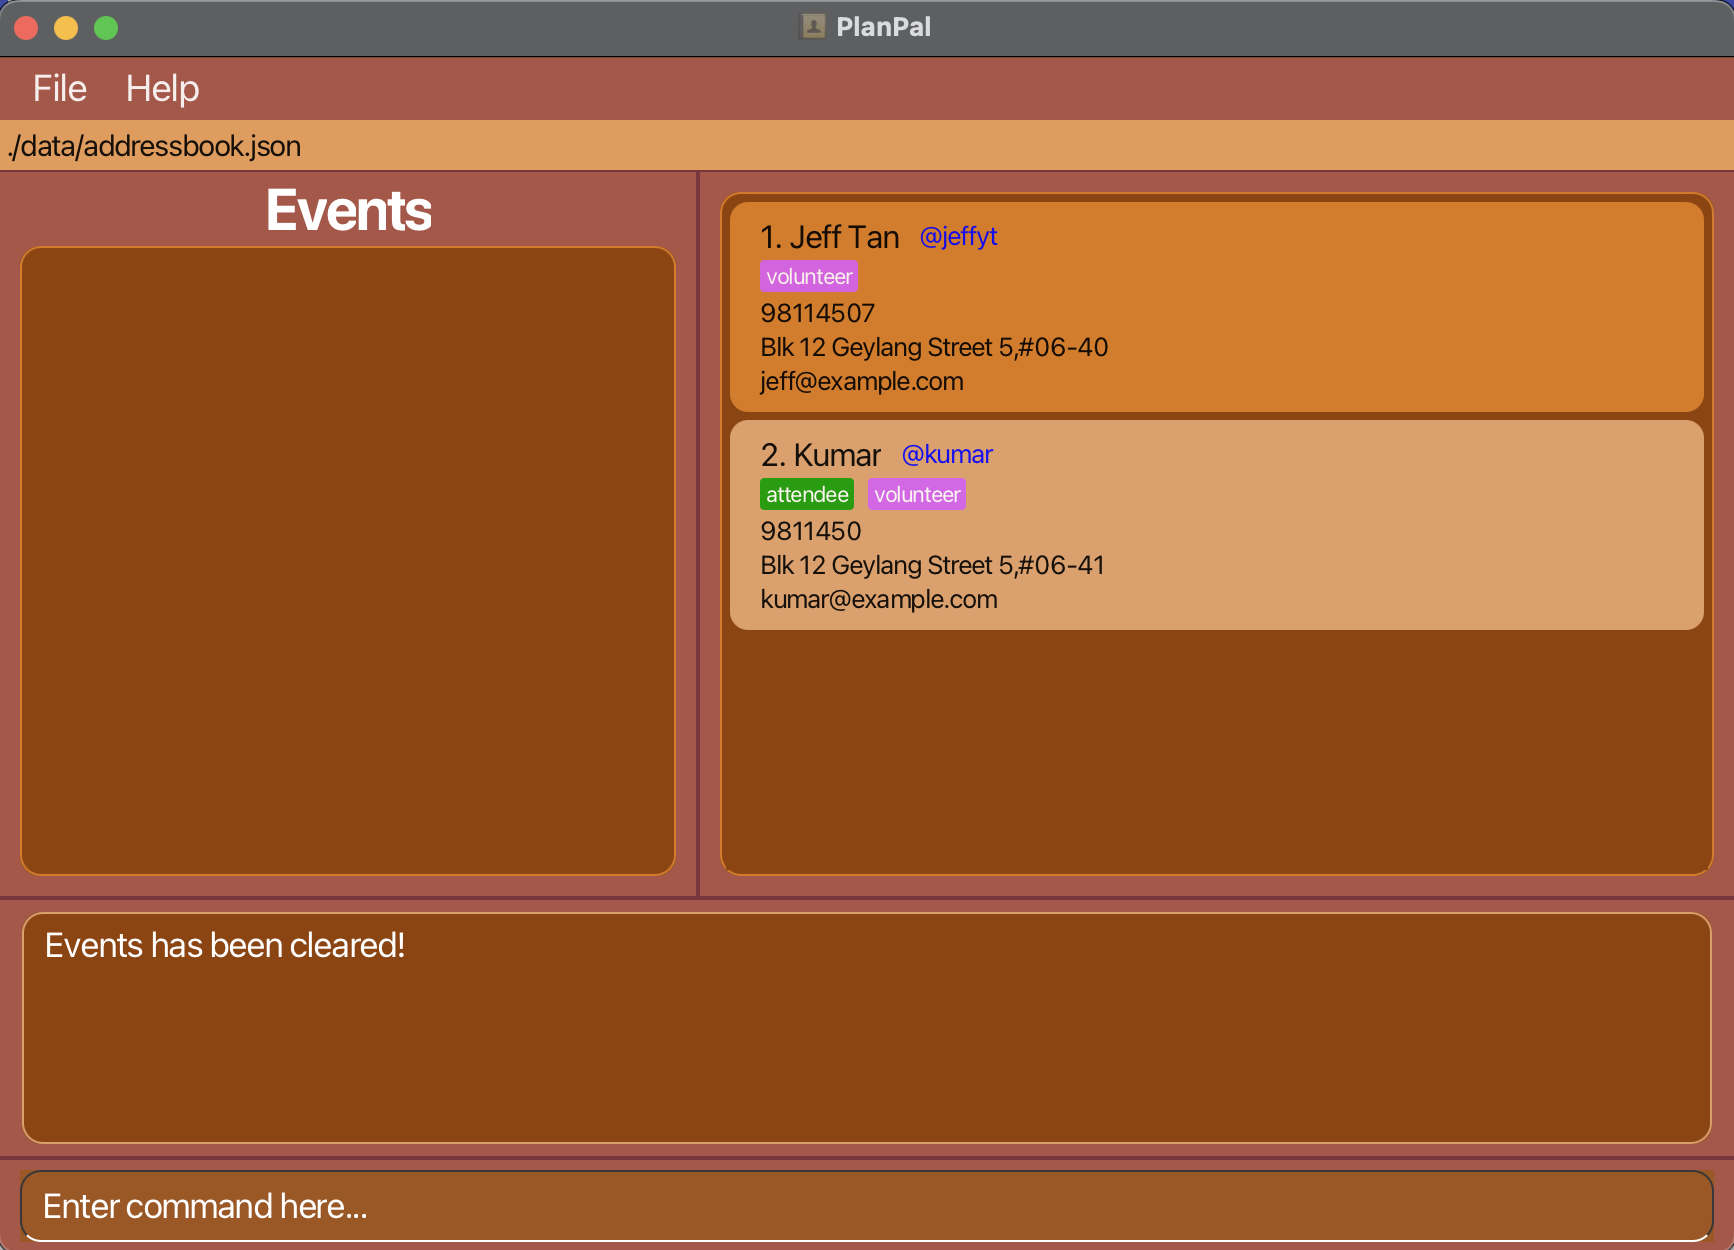 PlanPal
File Help
./data/addressbook.json
Events
1. Jeff Tan @jeffyt
volunteer
98114507
Blk 12 Geylang Street 5,#06-40
jeff@example.com
2. Kumar @kumar
attendee volunteer
9811450
Blk 12 Geylang Street 5,#06-41
kumar@example.com
Events has been cleared!
Enter command here...